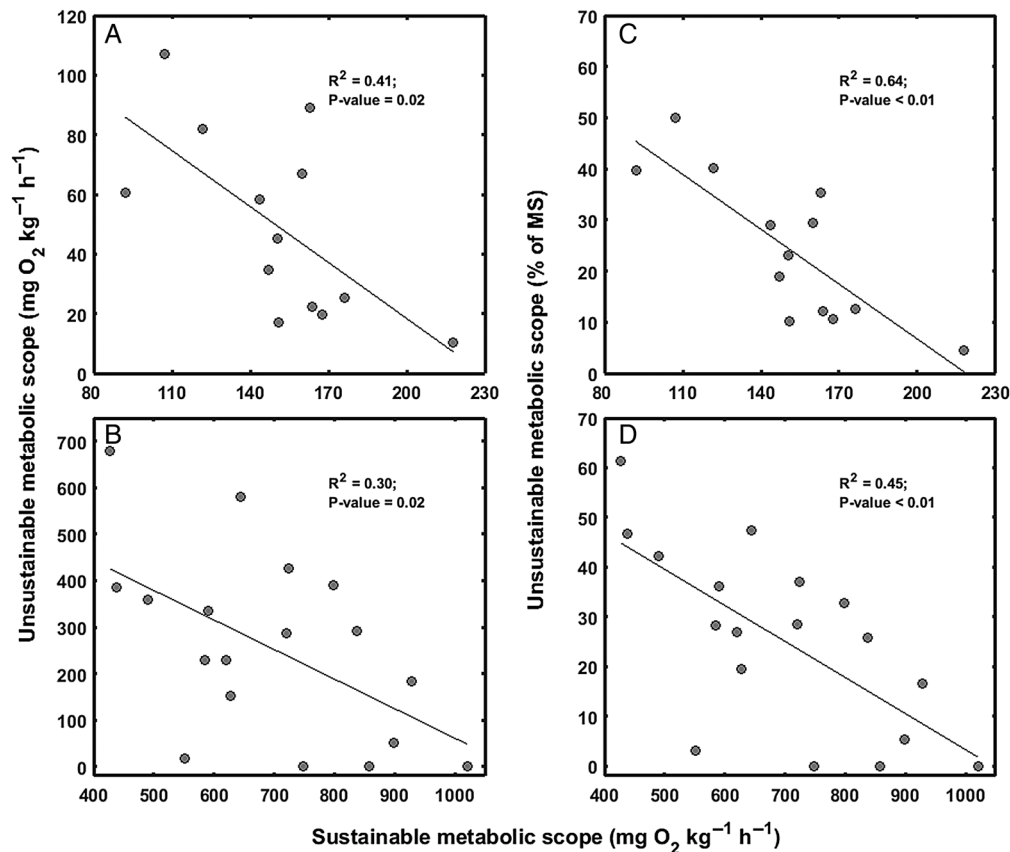 A
R² = 0.41;
P-value = 0.02
120
100
80
60
40
20
0
80 110 140 170 200 230
C
R² = 0.64;
P-value < 0.01
70
60
50
40
30
20
10
0
80 110 140 170 200 230
B
R² = 0.30;
P-value = 0.02
700
600
500
400
300
200
100
0
400 500 600 700 800 900 1000
D
R² = 0.45;
P-value < 0.01
70
60
50
40
30
20
10
0
400 500 600 700 800 900 1000
Unsustainable metabolic scope (mg O₂ kg⁻¹ h⁻¹)
Unsustainable metabolic scope (% of MS)
Sustainable metabolic scope (mg O₂ kg⁻¹ h⁻¹)